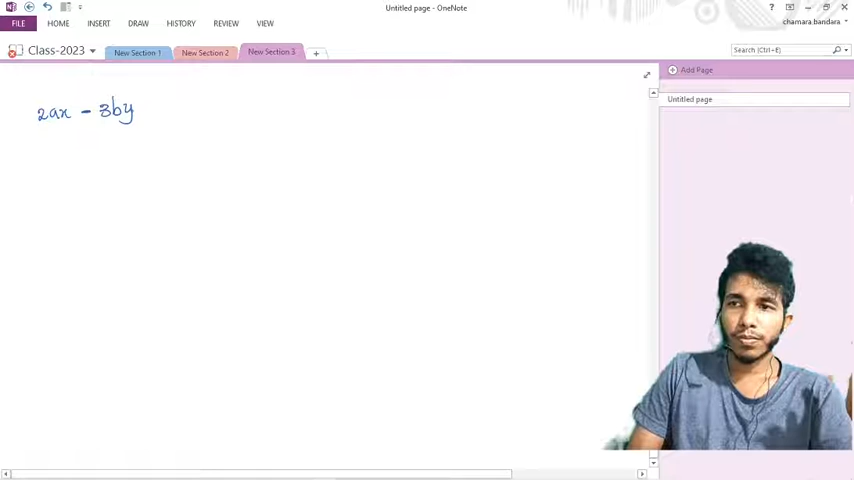 Untitled page - OneNote
FILE HOME INSERT DRAW HISTORY REVIEW VIEW
chamara bandara
Class-2023 New Section 1 New Section 2 New Section 3 +
Search (Ctrl+E)
Add Page
Untitled page
2ax - 3by